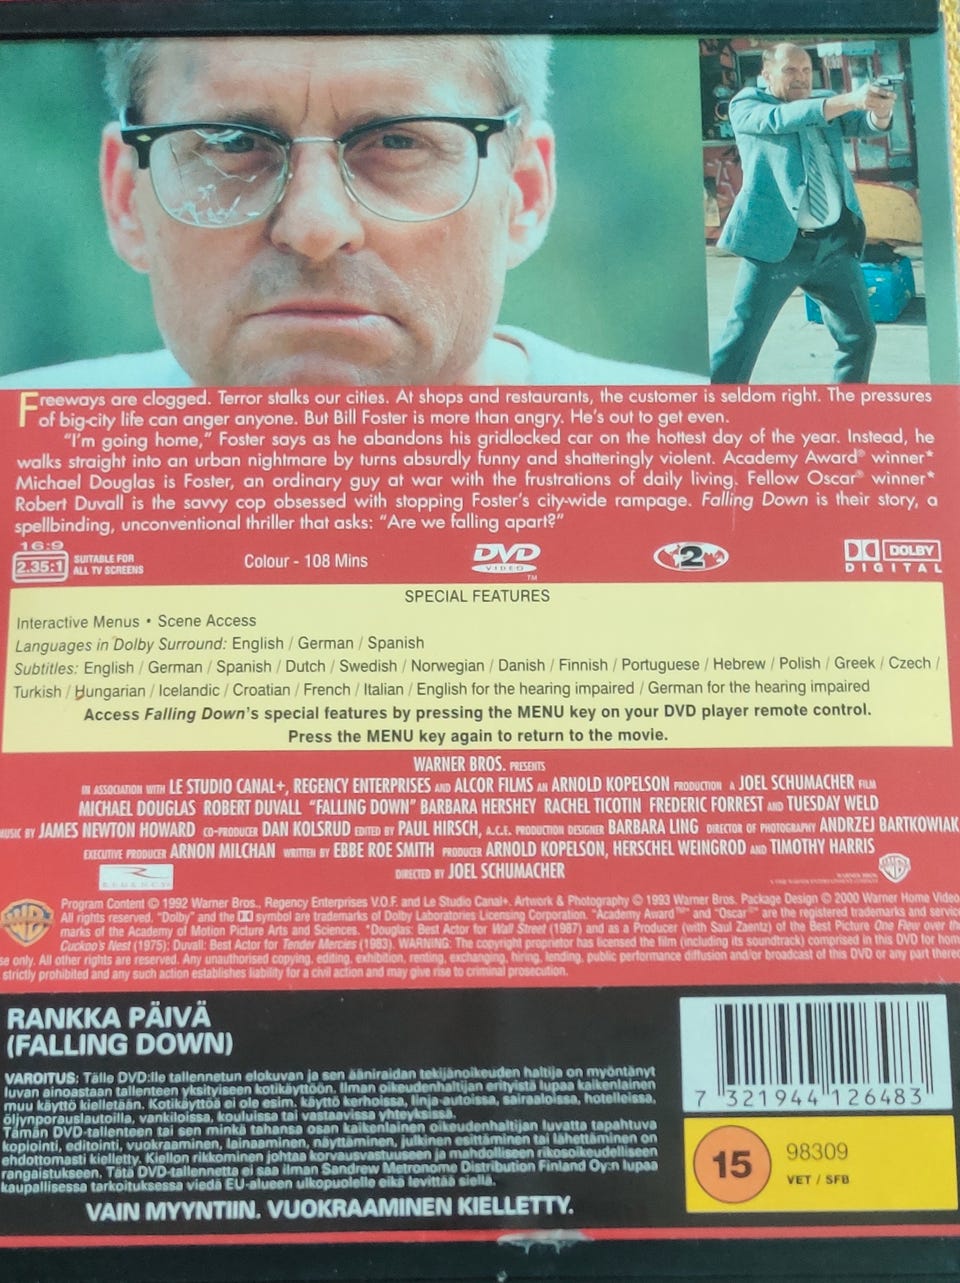 Freeways are clogged. Terror stalks our cities. At shops and restaurants, the customer is seldom right. The pressures
of big-city life can anger anyone. But Bill Foster is more than angry. He's out to get even.
"I'm going home," Foster says as he abandons his gridlocked car on the hottest day of the year. Instead, he
walks straight into an urban nightmare by turns absurdly funny and shatteringly violent. Academy Award® winner*
Michael Douglas is Foster, an ordinary guy at war with the frustrations of daily living. Fellow Oscar® winner*
Robert Duvall is the savvy cop obsessed with stopping Foster's city-wide rampage. Falling Down is their story, a
spellbinding, unconventional thriller that asks: "Are we falling apart?"
16:9
2.35:1
SUITABLE FOR
ALL TV SCREENS
Colour - 108 Mins
DVD
VIDEO
TM
2
DOLBY
DIGITAL
SPECIAL FEATURES
Interactive Menus • Scene Access
Languages in Dolby Surround: English / German / Spanish
Subtitles: English / German / Spanish / Dutch / Swedish / Norwegian / Danish / Finnish / Portuguese / Hebrew / Polish / Greek / Czech /
Turkish / Hungarian / Icelandic / Croatian / French / Italian / English for the hearing impaired / German for the hearing impaired
Access Falling Down's special features by pressing the MENU key on your DVD player remote control.
Press the MENU key again to return to the movie.
WARNER BROS. PRESENTS
IN ASSOCIATION WITH LE STUDIO CANAL+, REGENCY ENTERPRISES AND ALCOR FILMS AN ARNOLD KOPELSON PRODUCTION A JOEL SCHUMACHER FILM
MICHAEL DOUGLAS ROBERT DUVALL "FALLING DOWN" BARBARA HERSHEY RACHEL TICOTIN FREDERIC FORREST AND TUESDAY WELD
MUSIC BY JAMES NEWTON HOWARD CO-PRODUCER DAN KOLSRUD EDITED BY PAUL HIRSCH, A.C.E. PRODUCTION DESIGNER BARBARA LING DIRECTOR OF PHOTOGRAPHY ANDRZEJ BARTKOWIAK
EXECUTIVE PRODUCER ARNON MILCHAN WRITTEN BY EBBE ROE SMITH PRODUCED BY ARNOLD KOPELSON, HERSCHEL WEINGROD AND TIMOTHY HARRIS
DIRECTED BY JOEL SCHUMACHER
REGENCY
Program Content © 1992 Warner Bros., Regency Enterprises V.O.F. and Le Studio Canal+. Artwork & Photography © 1993 Warner Bros. Package Design © 2000 Warner Home Video.
All rights reserved. "Dolby" and the symbol are trademarks of Dolby Laboratories Licensing Corporation. "Academy Award™" and "Oscar™" are the registered trademarks and service
marks of the Academy of Motion Picture Arts and Sciences. *Douglas: Best Actor for Wall Street (1987) and as a Producer (with Saul Zaentz) of the Best Picture One Flew over the
Cuckoo's Nest (1975); Duvall: Best Actor for Tender Mercies (1983). WARNING: The copyright proprietor has licensed the film (including its soundtrack) comprised in this DVD for home
use only. All other rights are reserved. Any unauthorised copying, editing, exhibition, renting, exchanging, hiring, lending, public performance diffusion and/or broadcast of this DVD or any part thereof
strictly prohibited and any such action establishes liability for a civil action and may give rise to criminal prosecution.
RANKKA PÄIVÄ
(FALLING DOWN)
VAROITUS: Tälle DVD:lle tallennetun elokuvan ja sen ääniraidan tekijänoikeuden haltija on myöntänyt
luvan ainoastaan tallenteen yksityiseen kotikäyttöön. Ilman oikeudenhaltijan erityistä lupaa kaikenlainen
muu käyttö kielletään. Kotikäyttöä ei ole esim. käyttö kerhoissa, linja-autoissa, sairaaloissa, hotelleissa,
öljynporauslautoilla, vankiloissa, kouluissa tai vastaavissa yhteyksissä.
Tämän DVD-tallenteen tai sen minkä tahansa osan kaikenlainen oikeudenhaltijan luvatta tapahtuva
kopiointi, editointi, vuokraaminen, lainaaminen, näyttäminen, julkinen esittäminen tai lähettäminen on
ehdottomasti kielletty. Kiellon rikkominen johtaa korvausvastuuseen ja mahdolliseen rikosoikeudelliseen
rangaistukseen. Tätä DVD-tallennetta ei saa ilman Sandrew Metronome Distribution Finland Oy:n lupaa
kaupallisessa tarkoituksessa viedä EU-alueen ulkopuolelle eikä levittää siellä.
VAIN MYYNTIIN. VUOKRAAMINEN KIELLETTY.
7 321944 126483
15
98309
VET / SFB